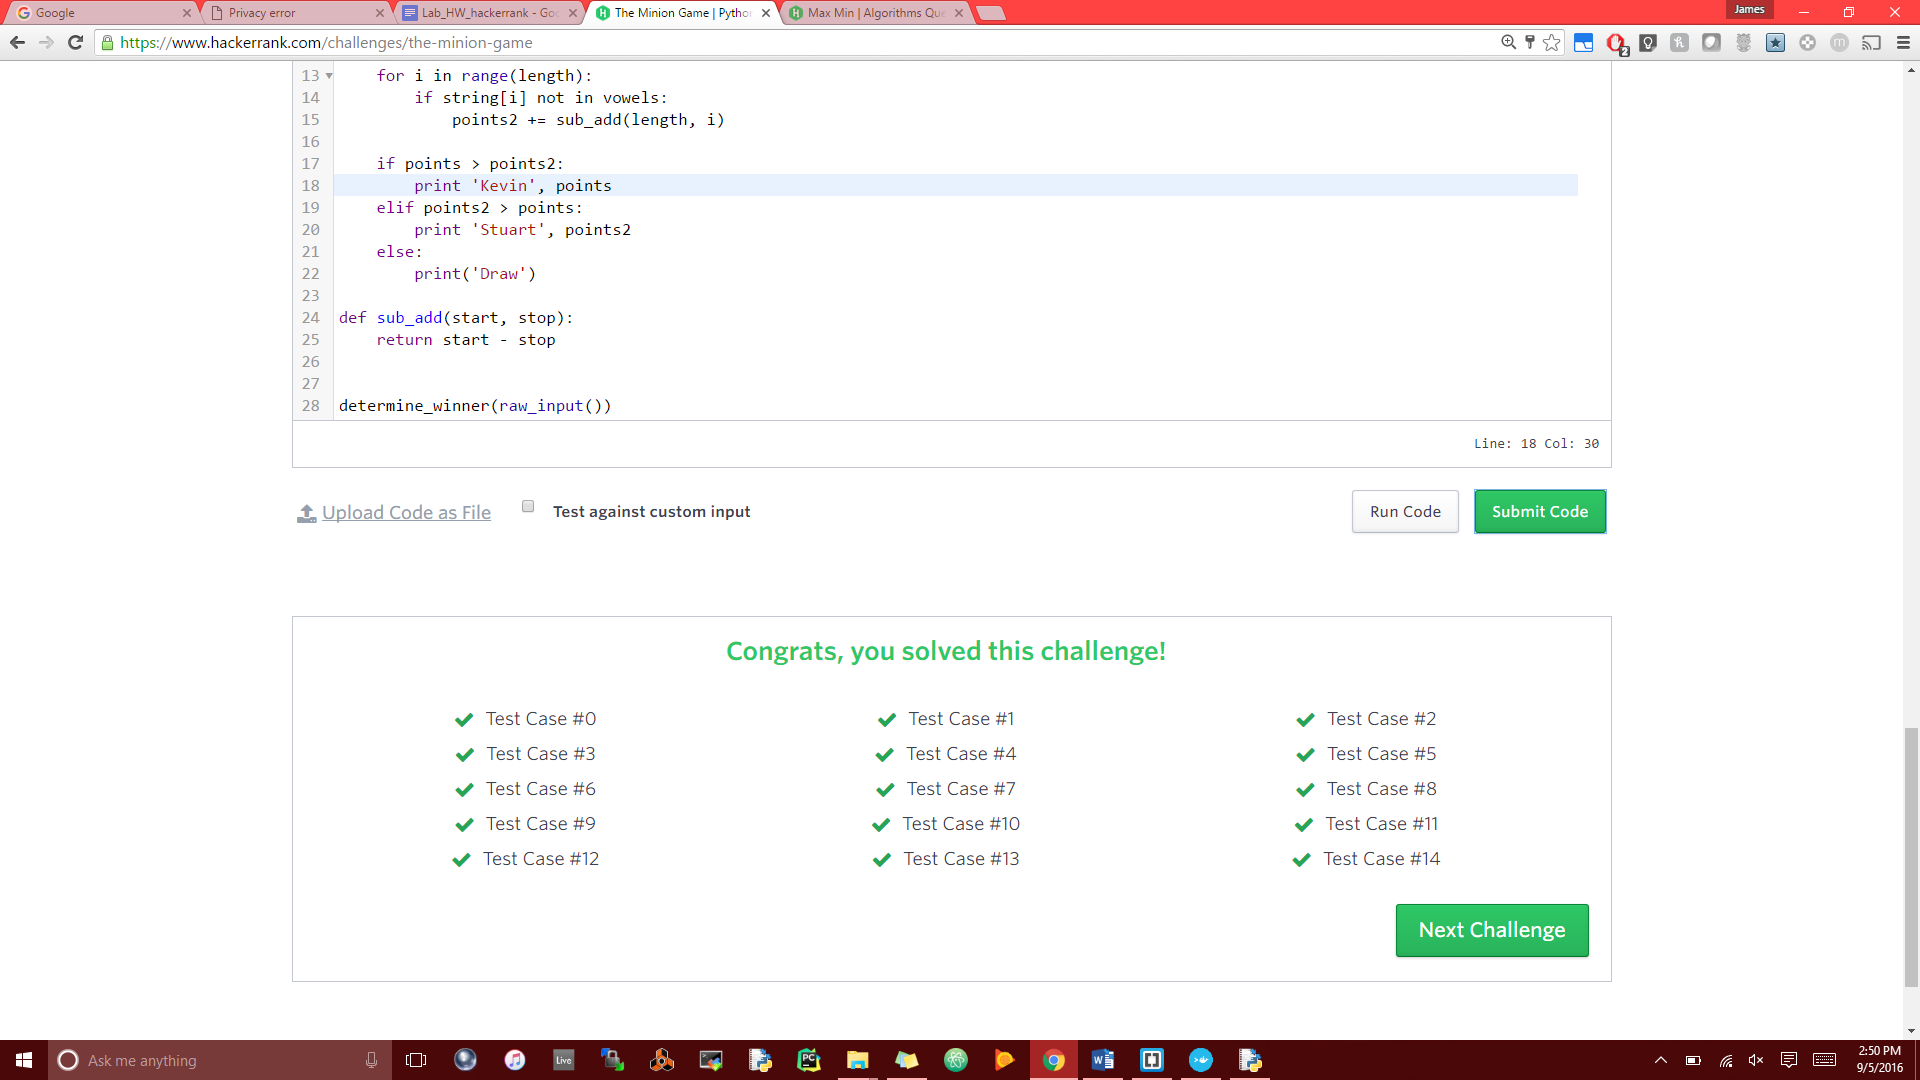 Google
Privacy error
Lab_HW_hackerrank - Goo
The Minion Game | Pytho
Max Min | Algorithms Que
James
https://www.hackerrank.com/challenges/the-minion-game
2
m
13     for i in range(length):
14         if string[i] not in vowels:
15             points2 += sub_add(length, i)
16
17     if points > points2:
18         print 'Kevin', points
19     elif points2 > points:
20         print 'Stuart', points2
21     else:
22         print('Draw')
23
24 def sub_add(start, stop):
25     return start - stop
26
27
28 determine_winner(raw_input())
Line: 18 Col: 30
Upload Code as File
Test against custom input
Run Code
Submit Code
Congrats, you solved this challenge!
Test Case #0 Test Case #1 Test Case #2
Test Case #3 Test Case #4 Test Case #5
Test Case #6 Test Case #7 Test Case #8
Test Case #9 Test Case #10 Test Case #11
Test Case #12 Test Case #13 Test Case #14
Next Challenge
Ask me anything
Live
PC
2:50 PM
9/5/2016